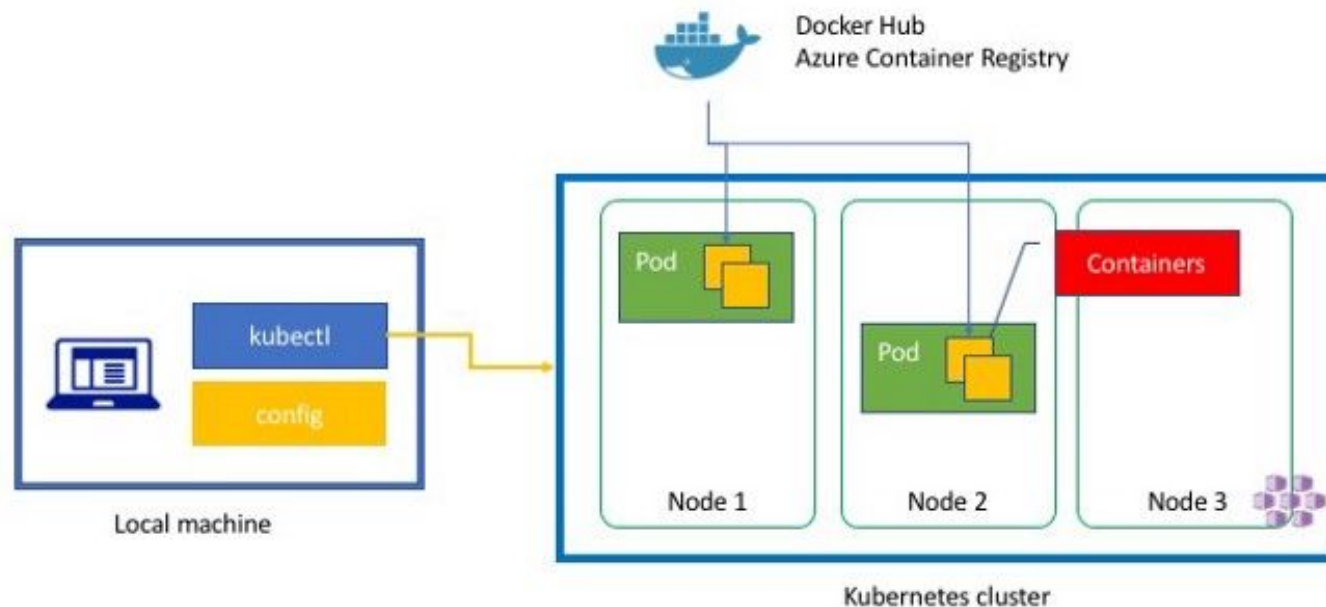 Docker Hub
Azure Container Registry
kubectl
config
Local machine
Pod
Pod
Containers
Node 1
Node 2
Node 3
Kubernetes cluster